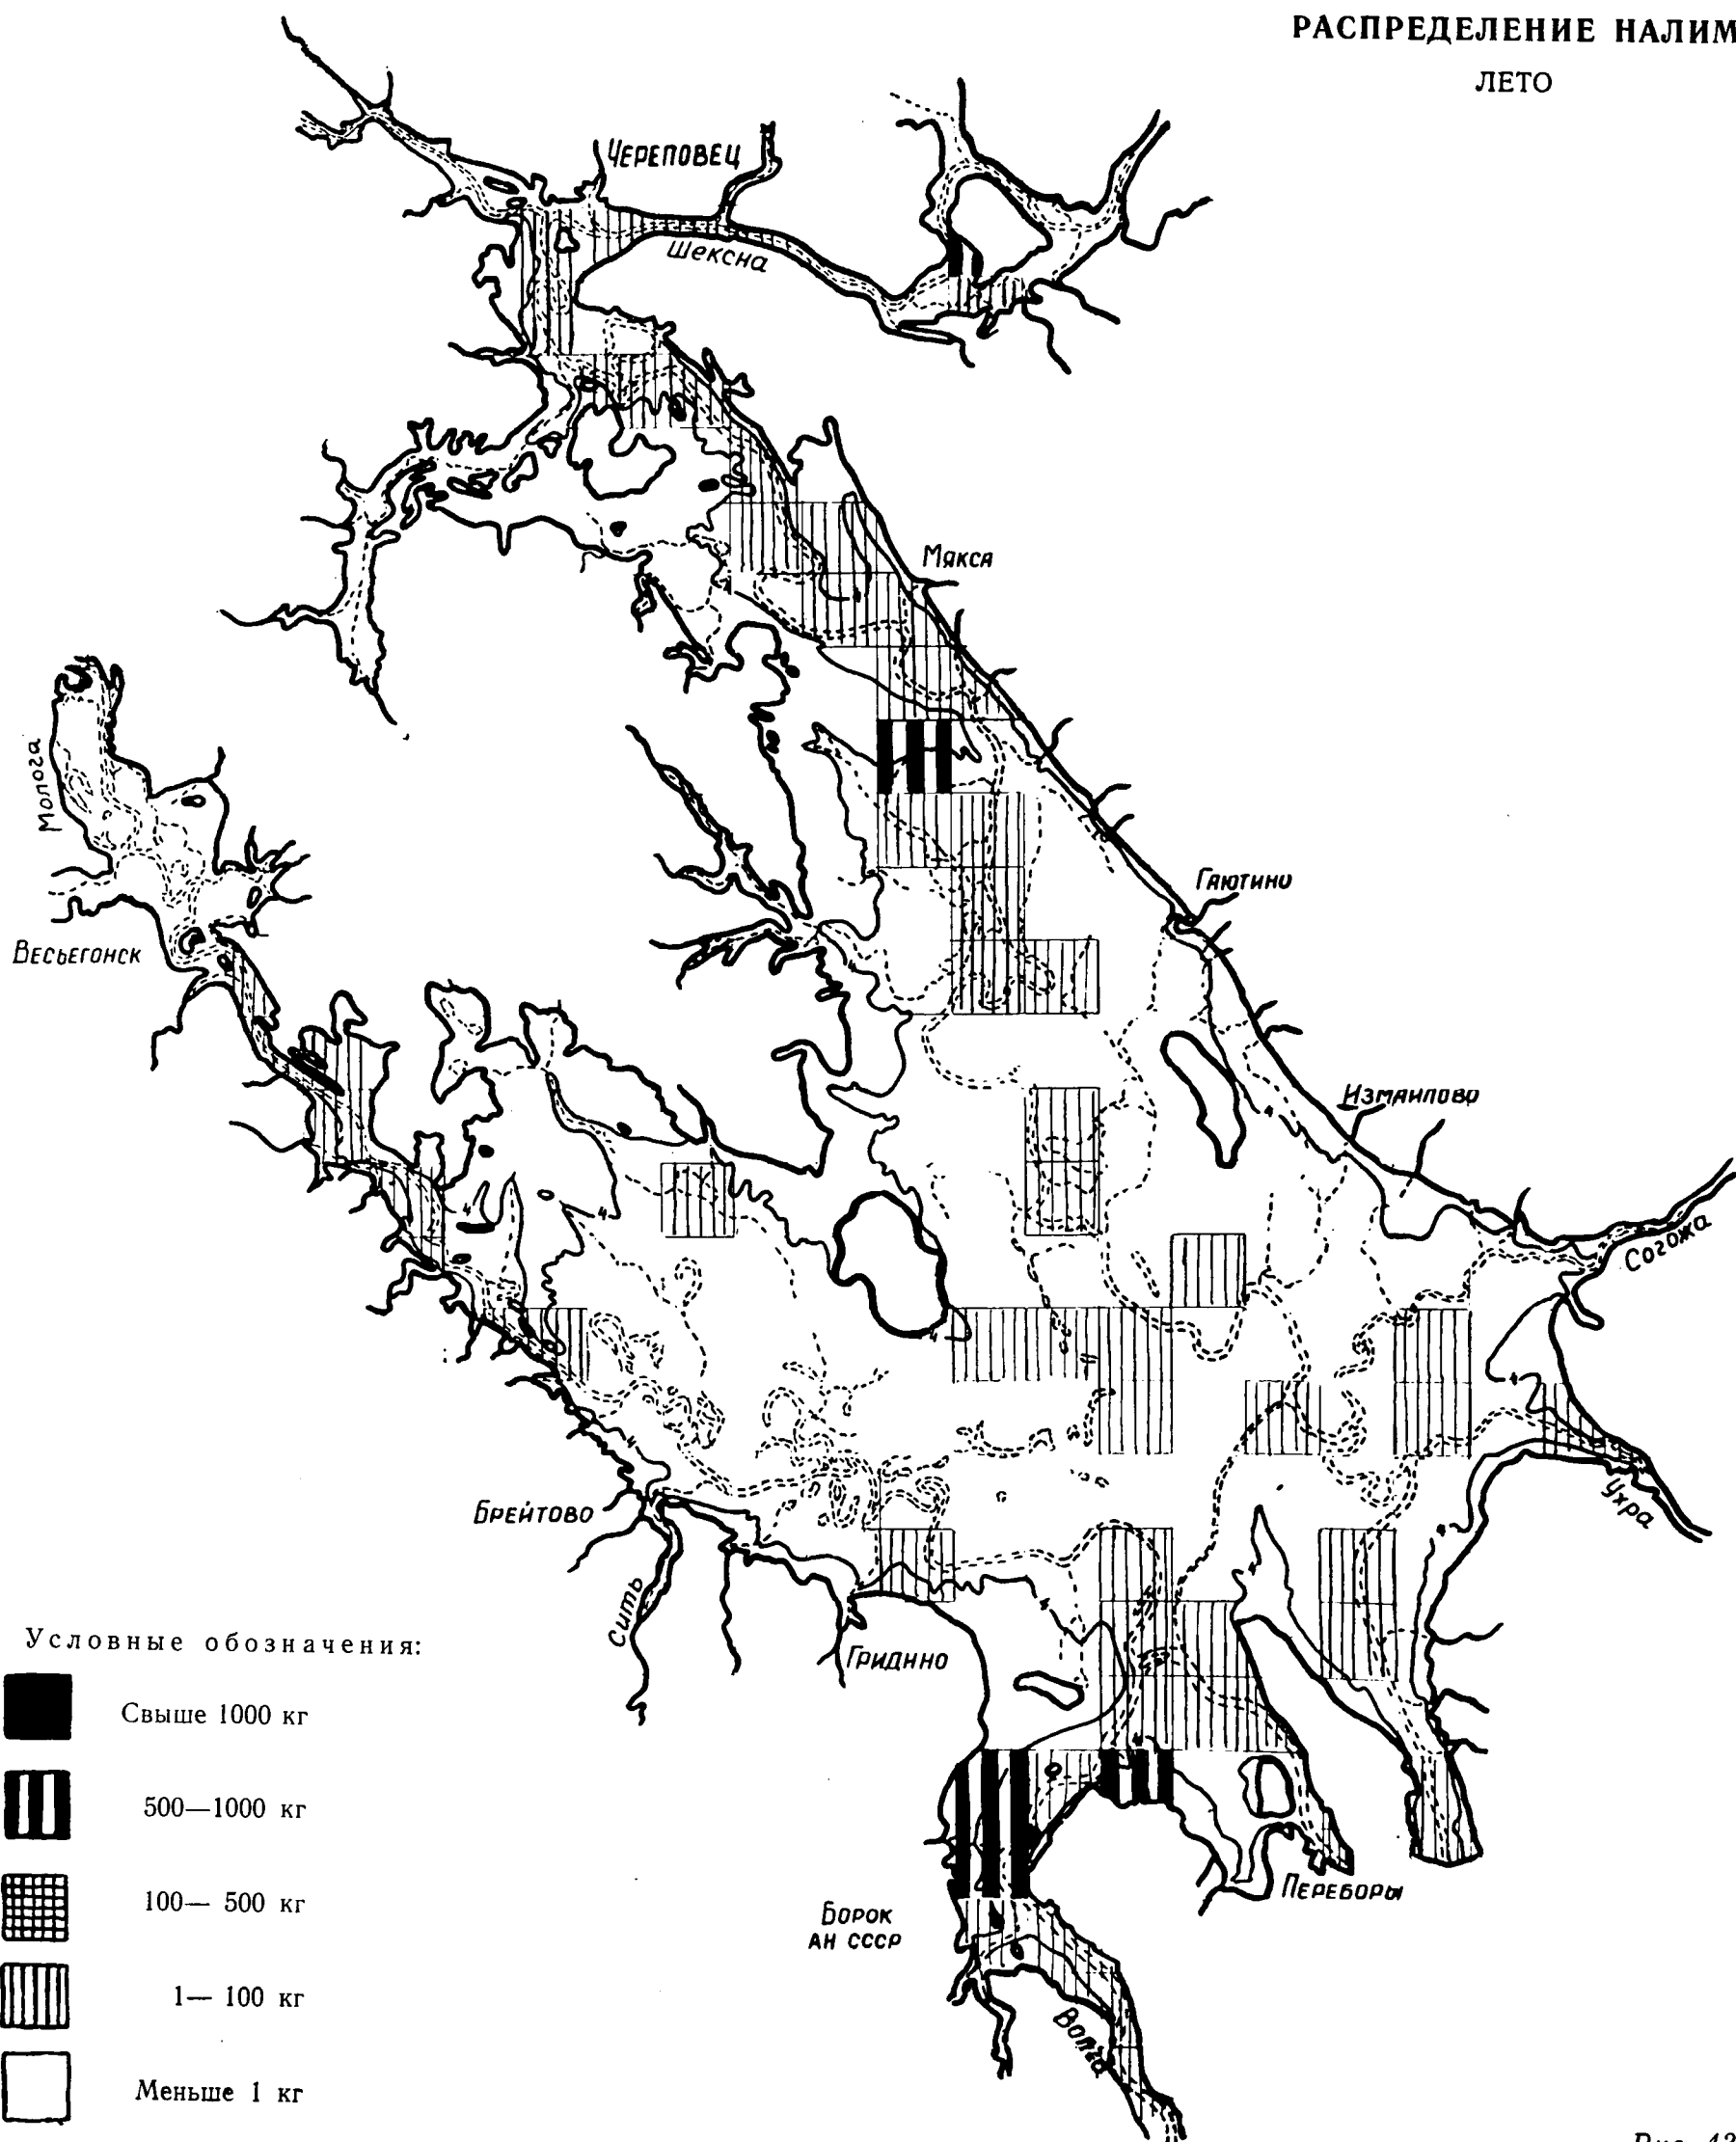 РАСПРЕДЕЛЕНИЕ НАЛИМ
ЛЕТО
ЧЕРЕПОВЕЦ
Шексна
Мякса
Молога
Гаютино
Весьегонск
Измаилово
Согожа
Брейтово
Ухра
Сить
Гридино
Условные обозначения:
Свыше 1000 кг
500—1000 кг
100— 500 кг
1— 100 кг
Меньше 1 кг
Переборы
Борок
АН СССР
Волга